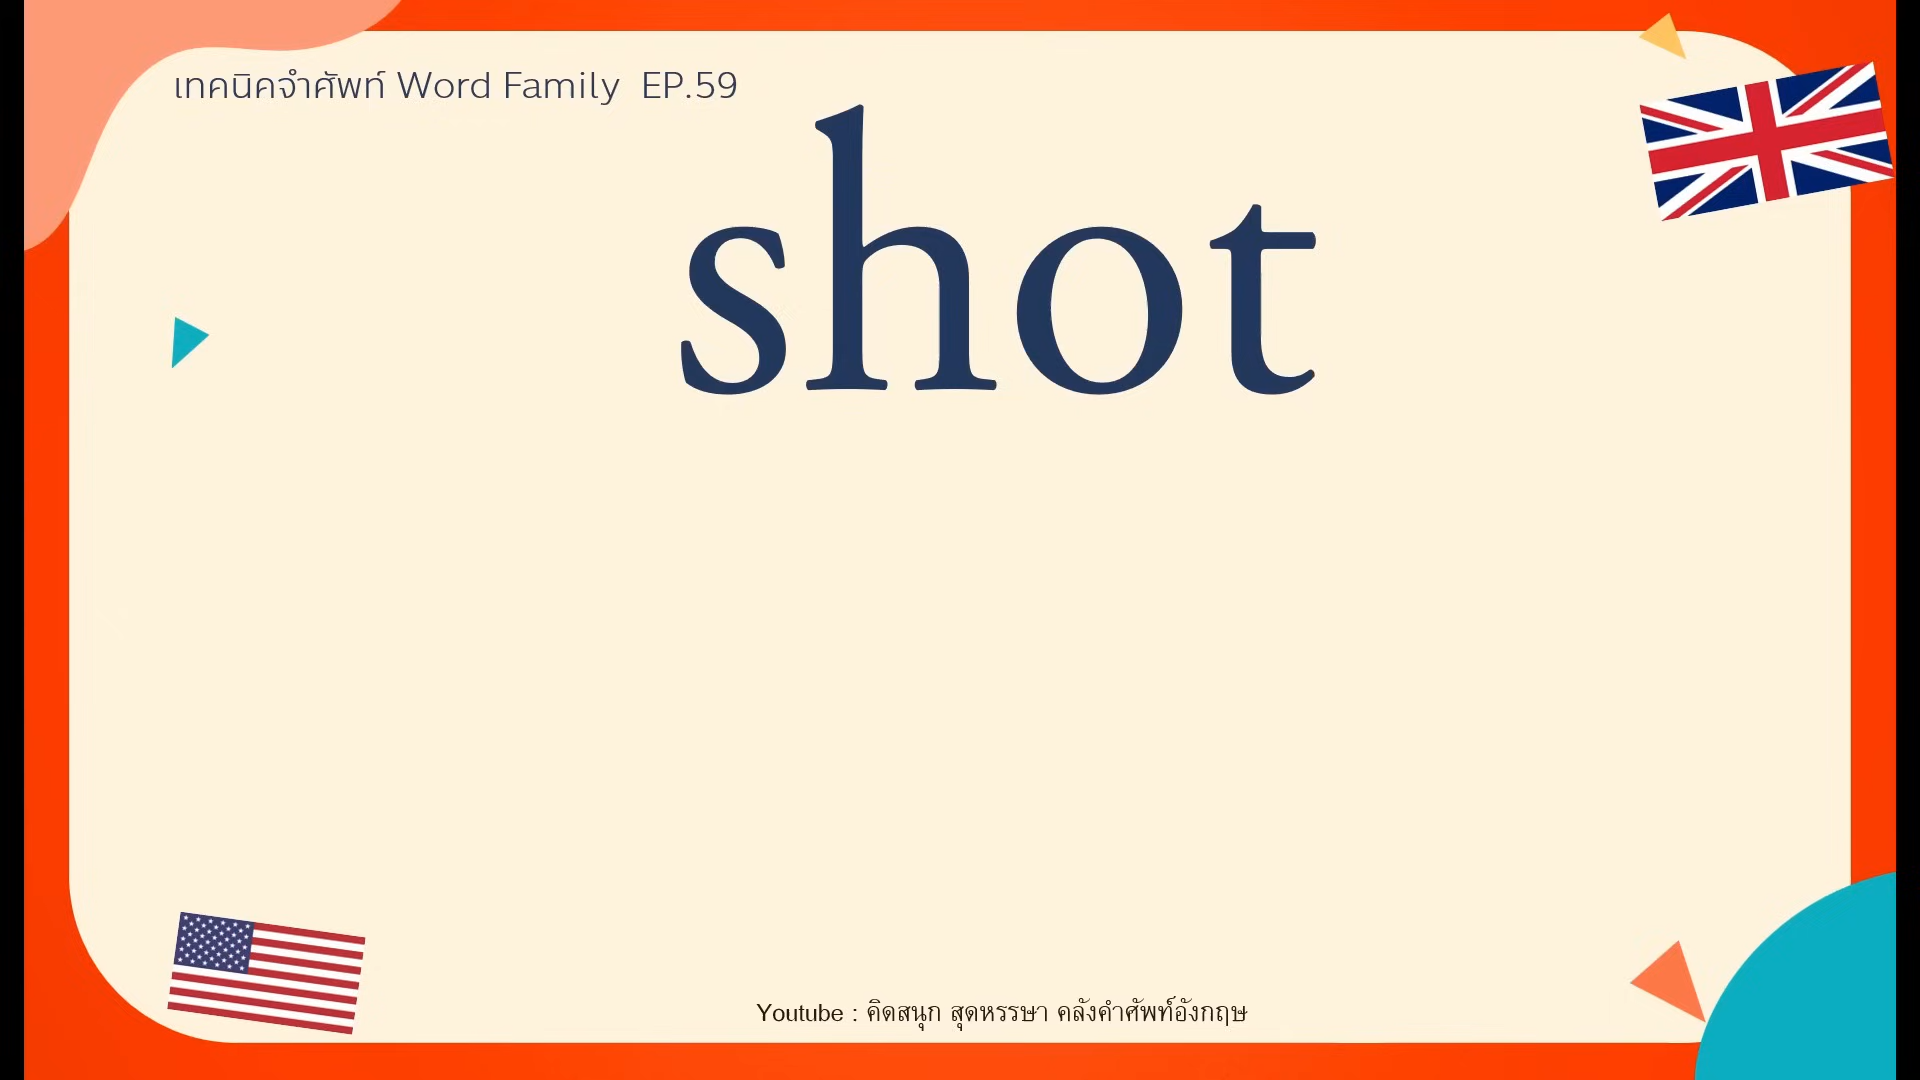 เทคนิคจำศัพท์ Word Family EP.59
shot
Youtube : คิดสนุก สุดหรรษา คลังคำศัพท์อังกฤษ